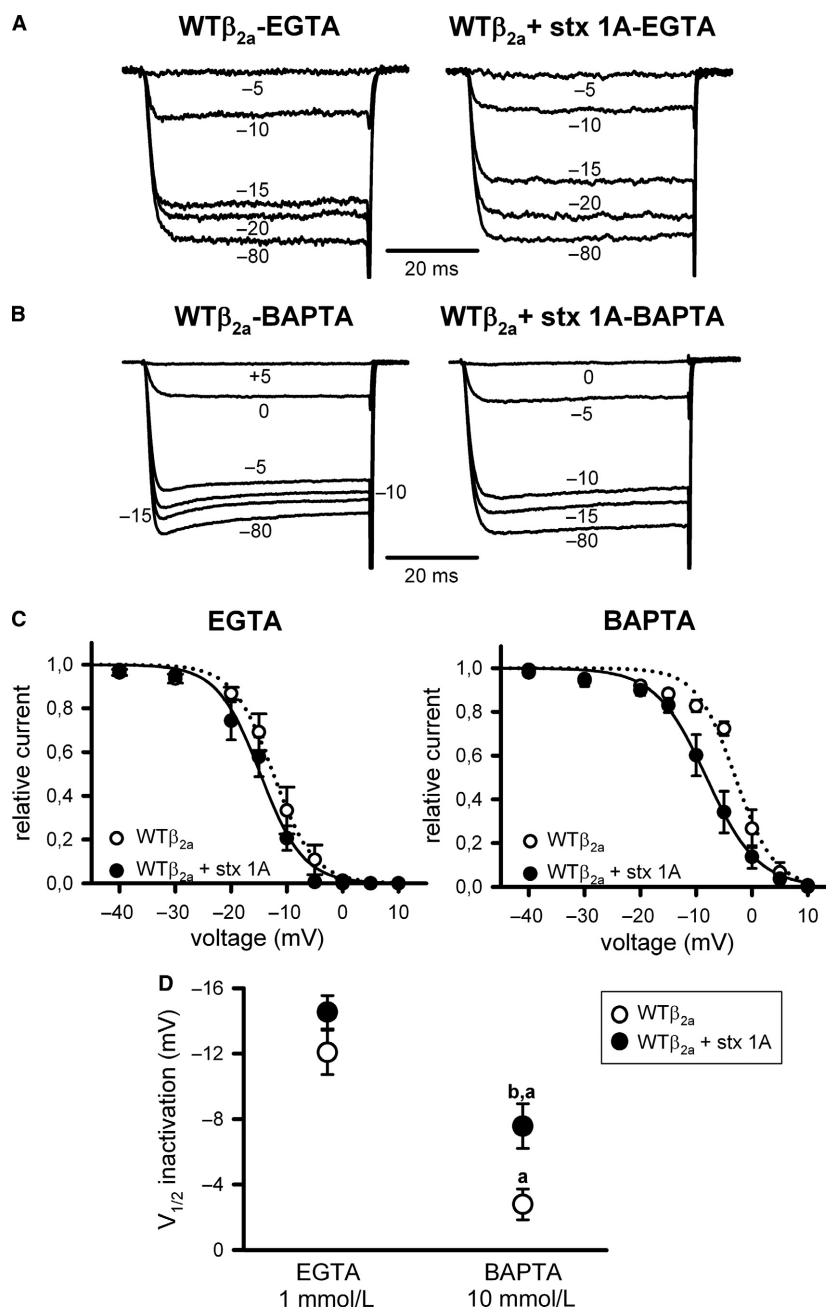 A
WTβ2a-EGTA
WTβ2a+ stx 1A-EGTA
−5
−10
−15
−20
−80
−5
−10
−15
−20
−80
20 ms
B
WTβ2a-BAPTA
WTβ2a+ stx 1A-BAPTA
+5
0
−5
−10
−15
−80
0
−5
−10
−15
−80
20 ms
C
EGTA
BAPTA
relative current
1,0
0,8
0,6
0,4
0,2
0,0
WTβ2a
WTβ2a + stx 1A
−40 −30 −20 −10 0 10
voltage (mV)
relative current
1,0
0,8
0,6
0,4
0,2
0,0
WTβ2a
WTβ2a + stx 1A
−40 −30 −20 −10 0 10
voltage (mV)
D
V1/2 inactivation (mV)
−16
−12
−8
−4
0
b,a
a
WTβ2a
WTβ2a + stx 1A
EGTA
1 mmol/L
BAPTA
10 mmol/L